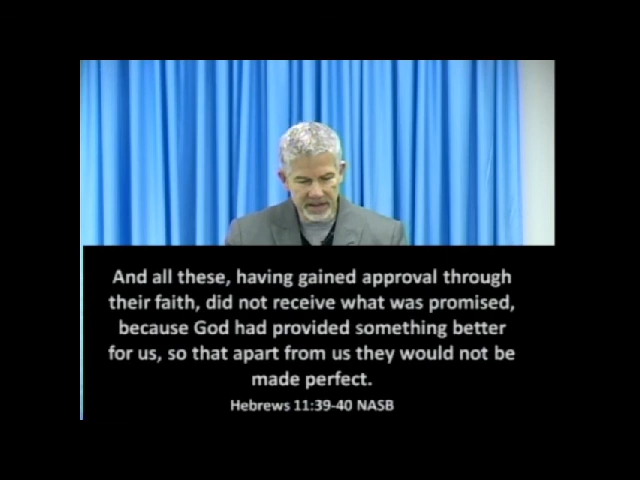 And all these, having gained approval through
their faith, did not receive what was promised,
because God had provided something better
for us, so that apart from us they would not be
made perfect.
Hebrews 11:39-40 NASB